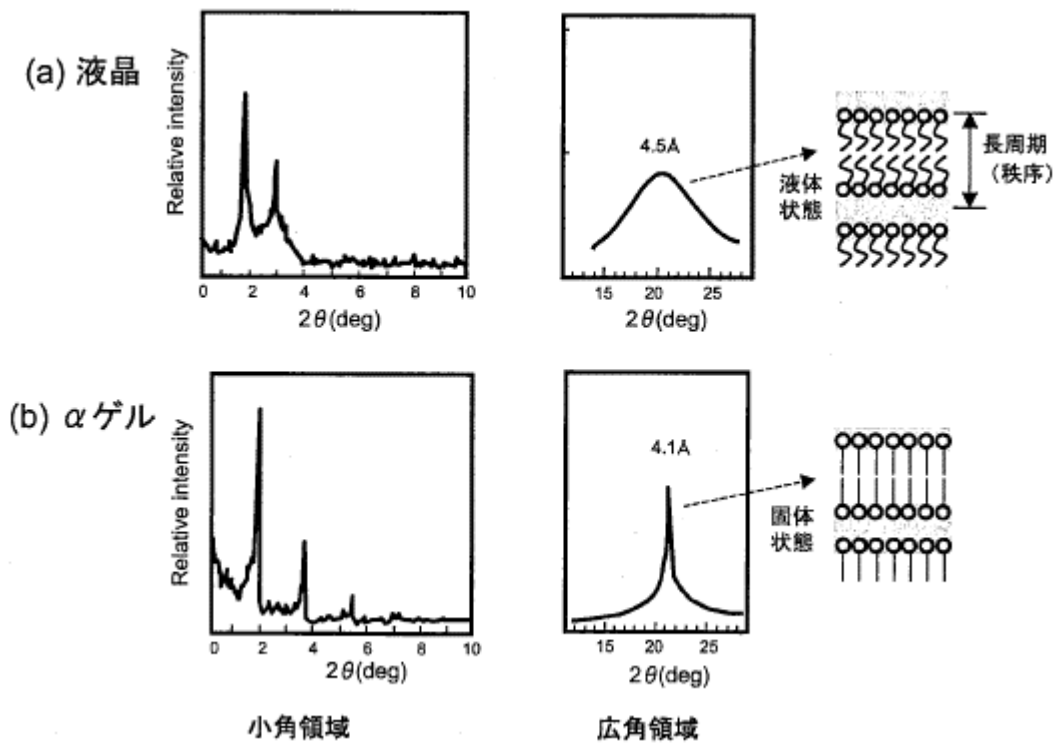 (a) 液晶
Relative intensity
0 2 4 6 8 10
2θ(deg)
4.5Å
15 20 25
2θ(deg)
液体
状態
長周期
（秩序）
(b) αゲル
Relative intensity
0 2 4 6 8 10
2θ(deg)
4.1Å
15 20 25
2θ(deg)
固体
状態
小角領域
広角領域